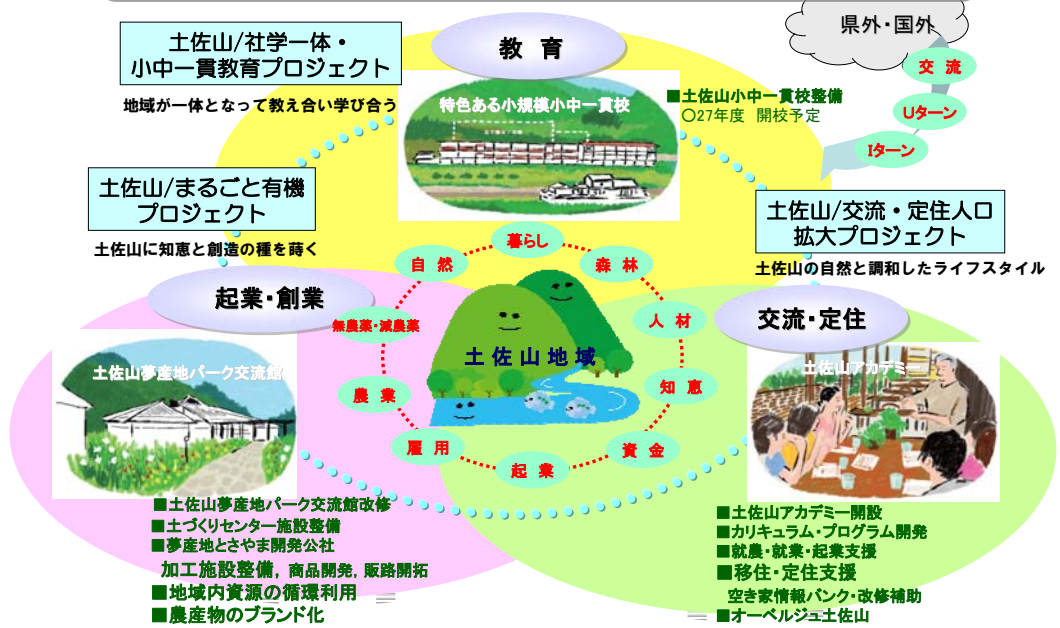 県外・国外
交 流
Uターン
Iターン
教 育
土佐山/社学一体・
小中一貫教育プロジェクト
地域が一体となって教え合い学び合う
特色ある小規模小中一貫校
■土佐山小中一貫校整備
○27年度 開校予定
土佐山/まるごと有機
プロジェクト
土佐山に知恵と創造の種を蒔く
土佐山/交流・定住人口
拡大プロジェクト
土佐山の自然と調和したライフスタイル
起業・創業
交流・定住
暮らし
森 林
人 材
知 恵
資 金
起 業
雇 用
農 業
無農薬・減農薬
自 然
土 佐 山 地 域
土佐山夢産地パーク交流館
■土佐山夢産地パーク交流館改修
■土づくりセンター施設整備
■夢産地とさやま開発公社
加工施設整備，商品開発，販路開拓
■地域内資源の循環利用
■農産物のブランド化
土佐山アカデミー
■土佐山アカデミー開設
■カリキュラム・プログラム開発
■就農・就業・起業支援
■移住・定住支援
空き家情報バンク・改修補助
■オーベルジュ土佐山